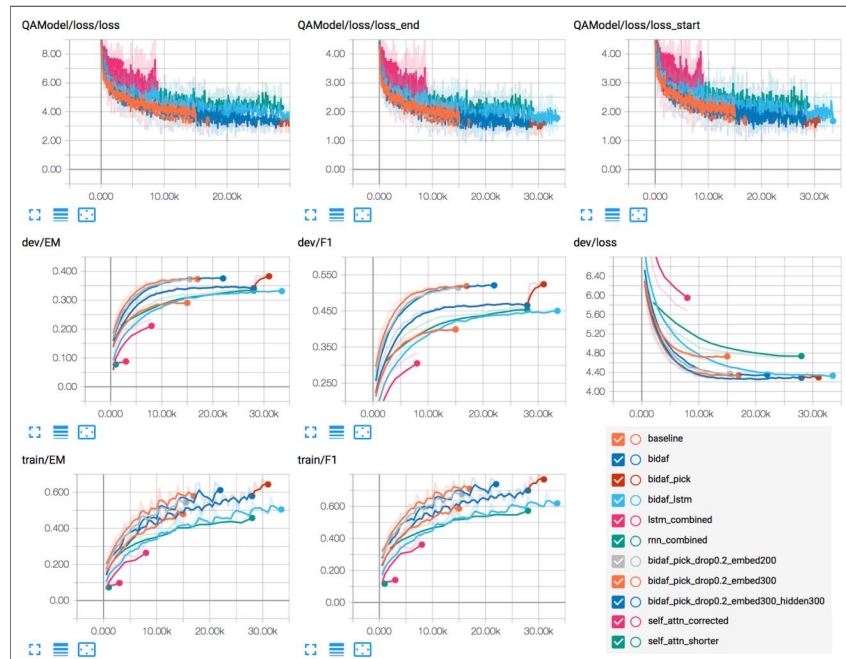 QAModel/loss/loss
QAModel/loss/loss_end
QAModel/loss/loss_start
8.00
6.00
4.00
2.00
0.00
0.000 10.00k 20.00k
4.00
3.00
2.00
1.00
0.00
0.000 10.00k 20.00k 30.00k
4.00
3.00
2.00
1.00
0.00
0.000 10.00k 20.00k 30.00k
dev/EM
dev/F1
dev/loss
0.400
0.300
0.200
0.100
0.00
0.000 10.00k 20.00k 30.00k
0.550
0.450
0.350
0.250
0.000 10.00k 20.00k 30.00k
6.40
6.00
5.60
5.20
4.80
4.40
4.00
0.000 10.00k 20.00k 30.00k
train/EM
train/F1
0.600
0.400
0.200
0.00
0.000 10.00k 20.00k 30.00k
0.600
0.400
0.200
0.00
0.000 10.00k 20.00k 30.00k
baseline
bidaf
bidaf_pick
bidaf_lstm
lstm_combined
rnn_combined
bidaf_pick_drop0.2_embed200
bidaf_pick_drop0.2_embed300
bidaf_pick_drop0.2_embed300_hidden300
self_attn_corrected
self_attn_shorter